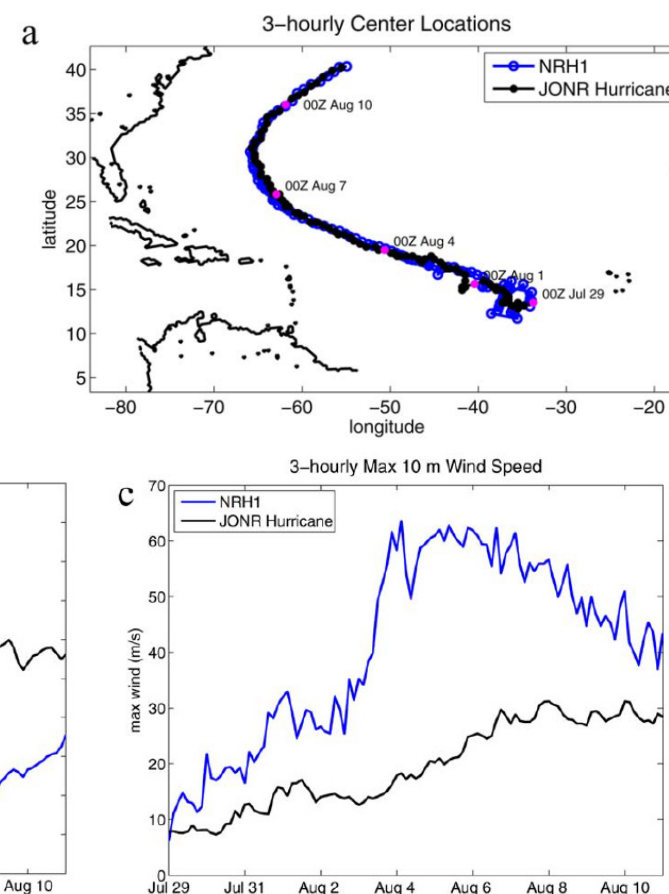 a
3−hourly Center Locations
NRH1
JONR Hurricane
40
35
30
25
20
15
10
5
latitude
00Z Aug 10
00Z Aug 7
00Z Aug 4
00Z Aug 1
00Z Jul 29
−80 −70 −60 −50 −40 −30 −20
longitude
Aug 10
c
3−hourly Max 10 m Wind Speed
NRH1
JONR Hurricane
70
60
50
40
30
20
10
0
max wind (m/s)
Jul 29 Jul 31 Aug 2 Aug 4 Aug 6 Aug 8 Aug 10